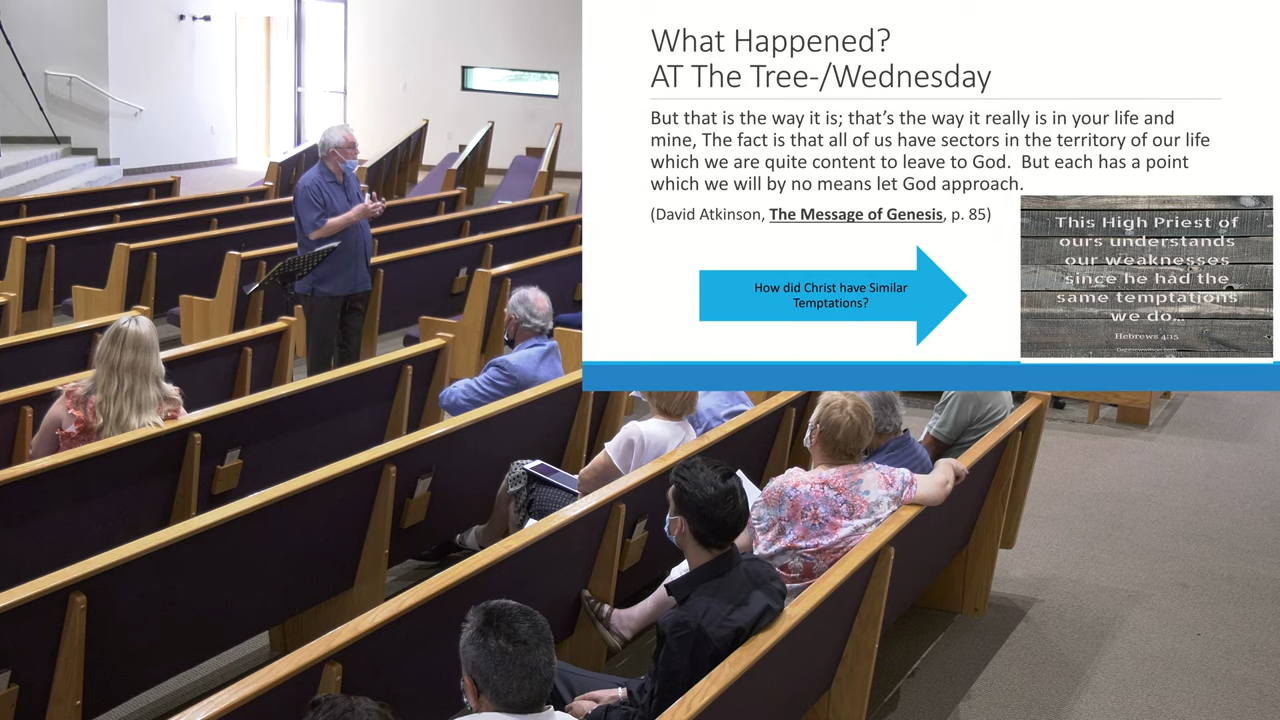 What Happened?
AT The Tree-/Wednesday
But that is the way it is; that's the way it really is in your life and
mine, The fact is that all of us have sectors in the territory of our life
which we are quite content to leave to God.  But each has a point
which we will by no means let God approach.
(David Atkinson, The Message of Genesis, p. 85)
How did Christ have Similar
Temptations?
This High Priest of
ours understands
our weaknesses
since he had the
same temptations
we do...
Hebrews 4:15